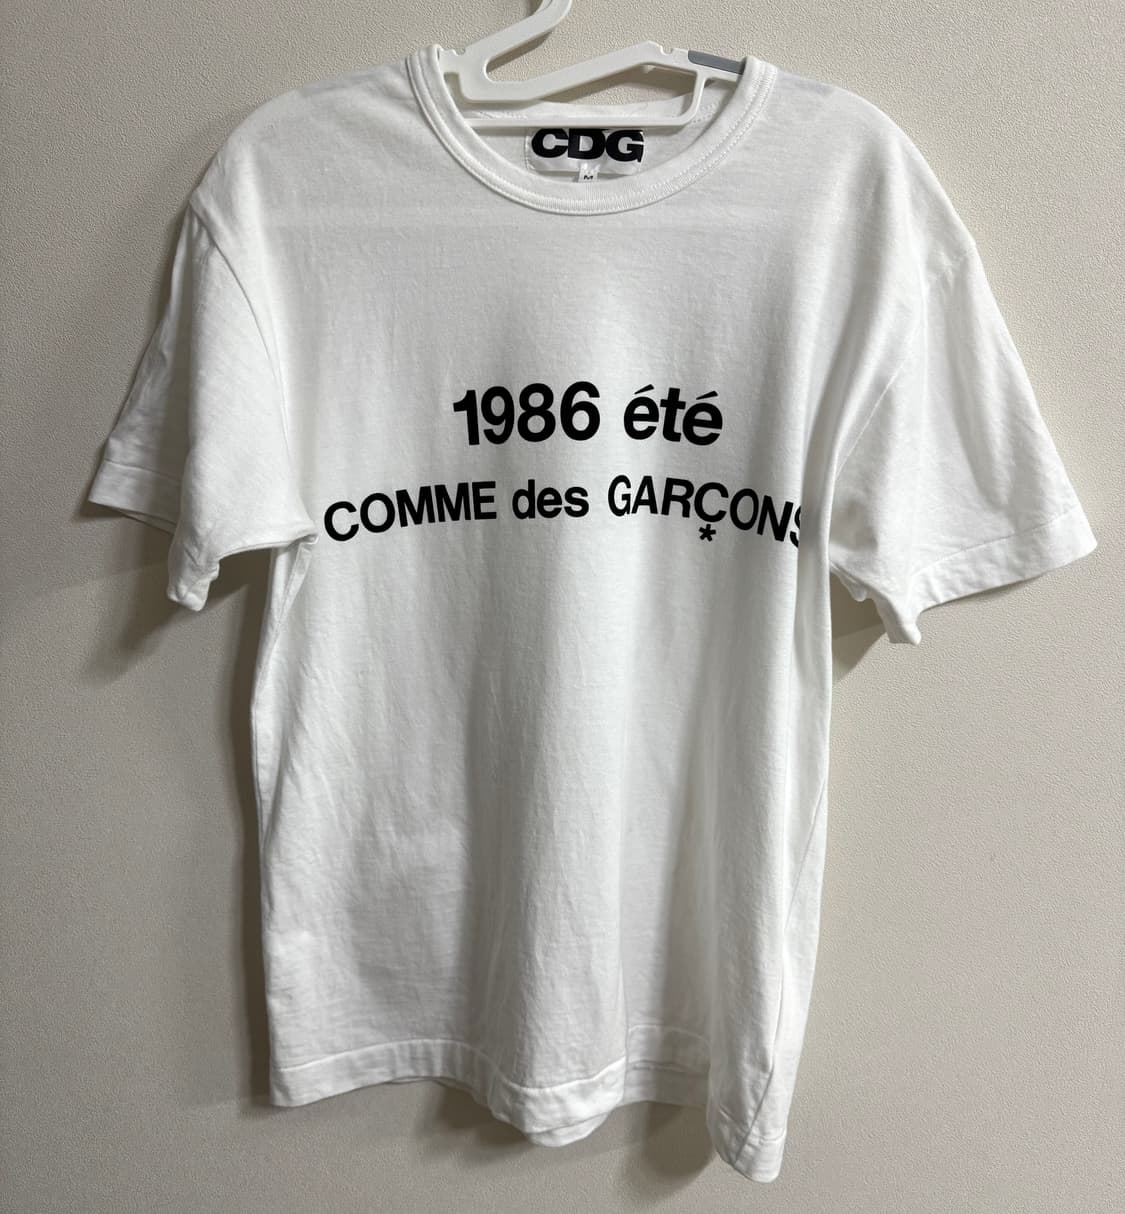 CDG
M
1986 été
COMME des GARÇONS
*